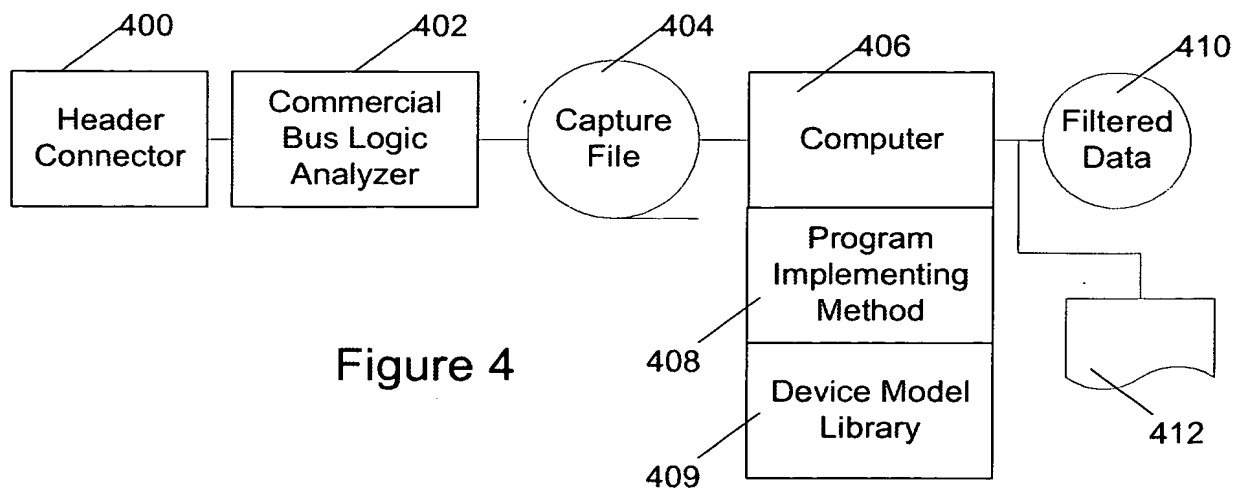 400
402
404
406
410
Header
Connector
Commercial
Bus Logic
Analyzer
Capture
File
Computer
Filtered
Data
Program
Implementing
Method
408
Figure 4
Device Model
Library
409
412